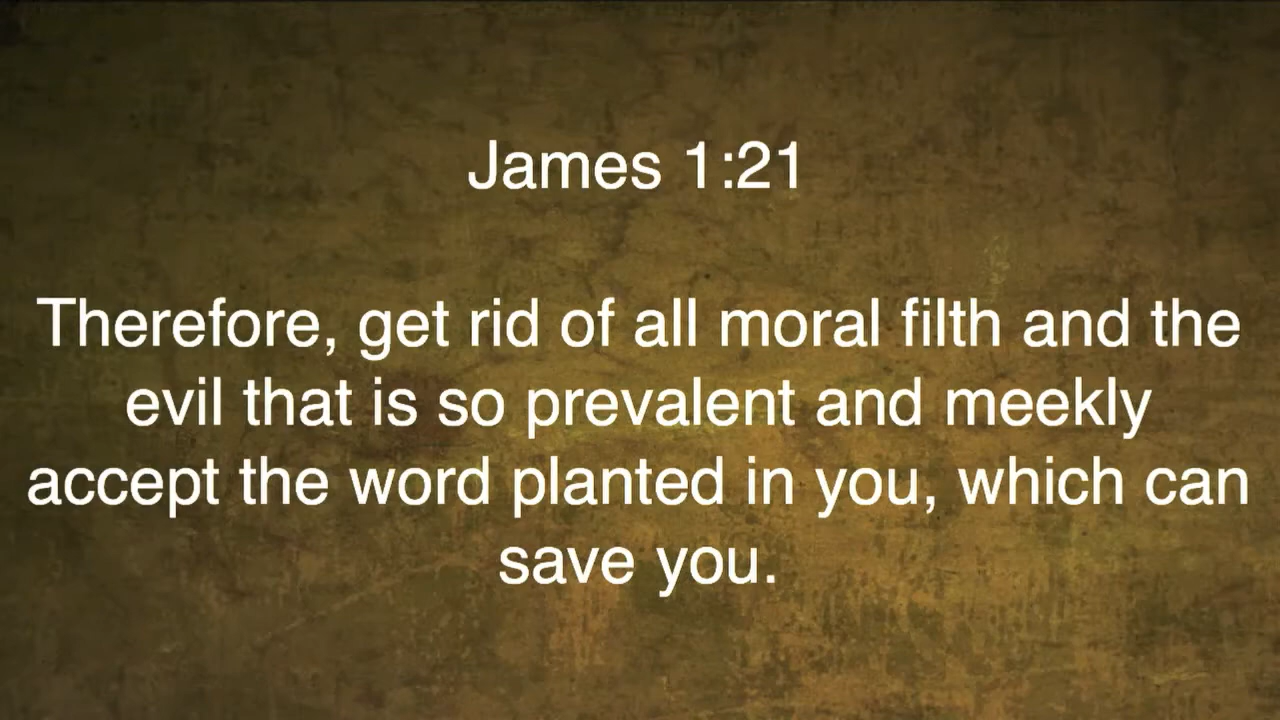 James 1:21
Therefore, get rid of all moral filth and the
evil that is so prevalent and meekly
accept the word planted in you, which can
save you.